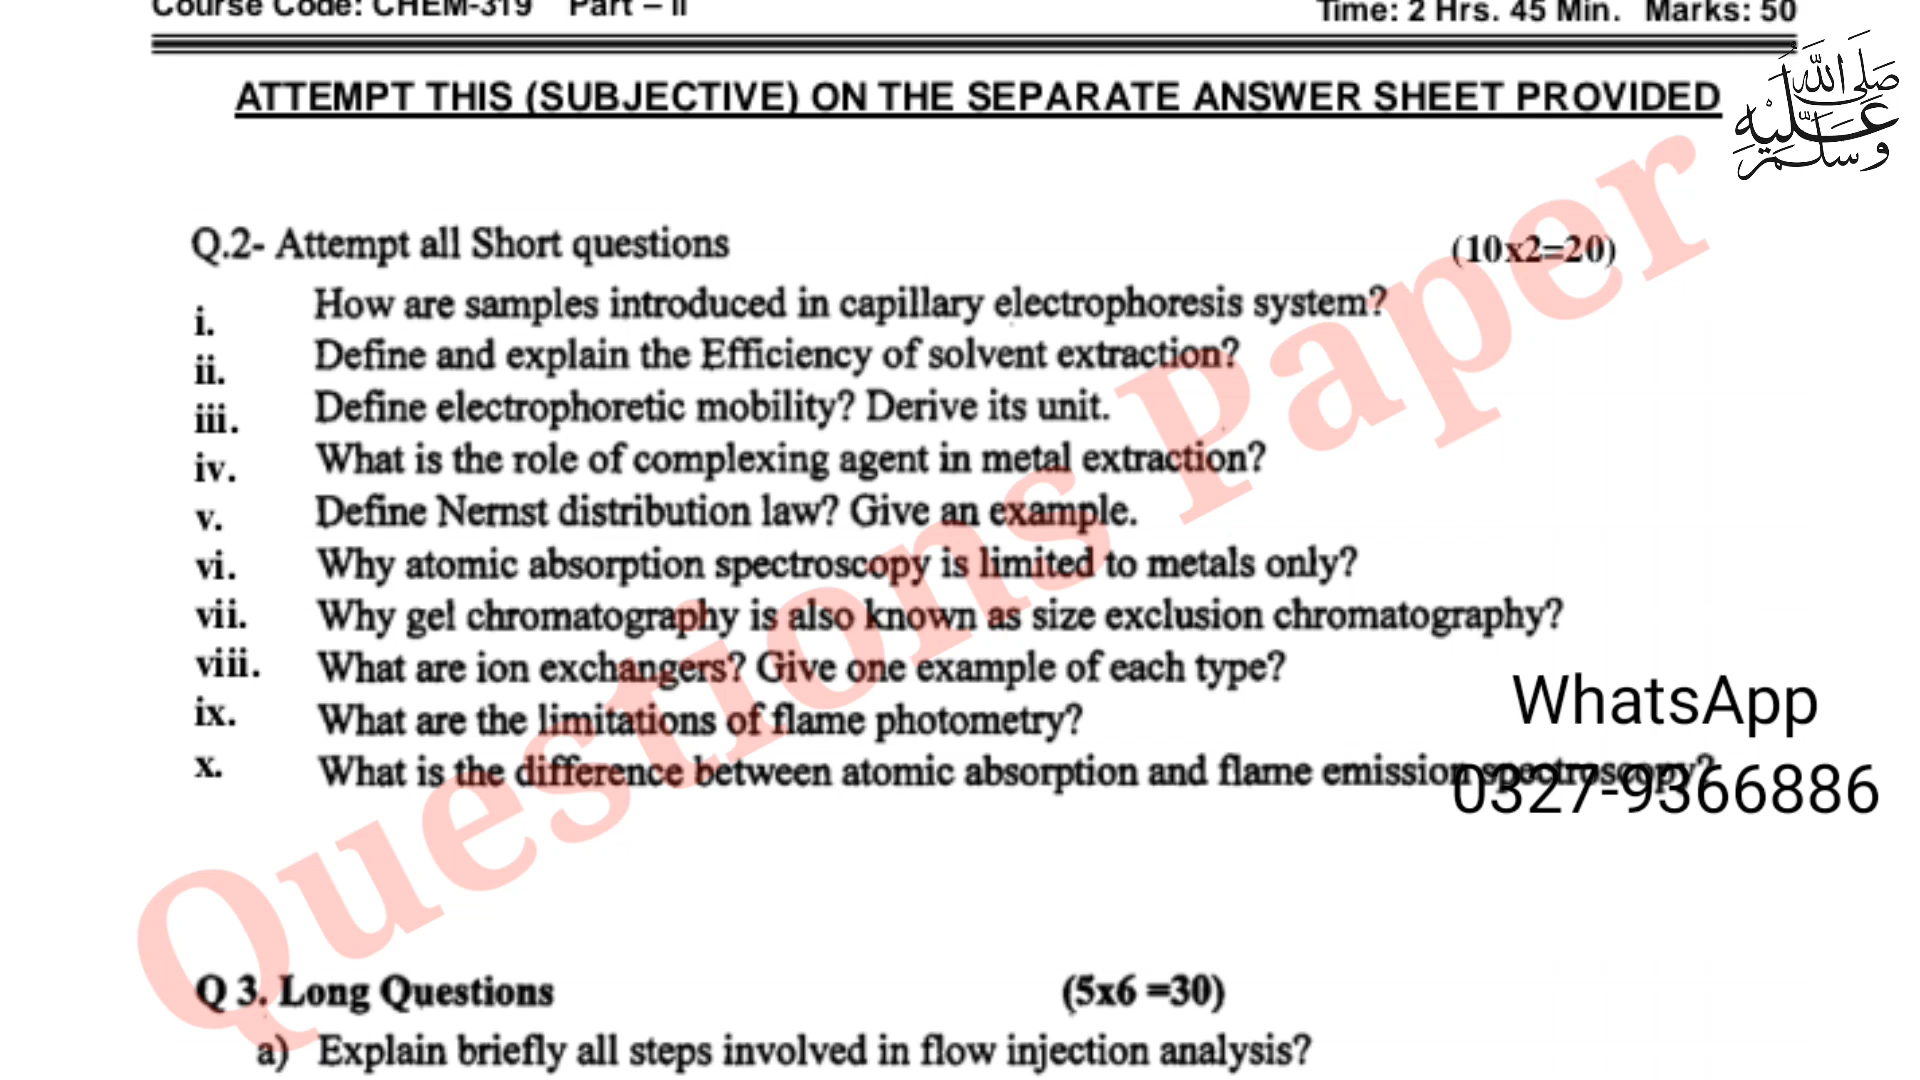 Course Code: CHEM-319 Part – II Time: 2 Hrs. 45 Min. Marks: 50
ATTEMPT THIS (SUBJECTIVE) ON THE SEPARATE ANSWER SHEET PROVIDED
صلى الله
عليه
وسلم
Q.2- Attempt all Short questions (10x2=20)
i. How are samples introduced in capillary electrophoresis system?
ii. Define and explain the Efficiency of solvent extraction?
iii. Define electrophoretic mobility? Derive its unit.
iv. What is the role of complexing agent in metal extraction?
v. Define Nernst distribution law? Give an example.
vi. Why atomic absorption spectroscopy is limited to metals only?
vii. Why gel chromatography is also known as size exclusion chromatography?
viii. What are ion exchangers? Give one example of each type?
ix. What are the limitations of flame photometry?
x. What is the difference between atomic absorption and flame emission spectroscopy?
WhatsApp
0327-9366886
Questions Paper
Q 3. Long Questions (5x6 =30)
a) Explain briefly all steps involved in flow injection analysis?